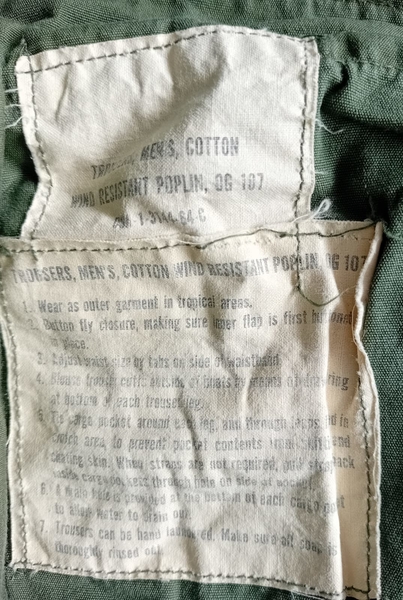 TROUSERS, MEN'S, COTTON
WIND RESISTANT POPLIN, OG 107
1-3144-64-C
TROUSERS, MEN'S, COTTON WIND RESISTANT POPLIN, OG 107
1. Wear as outer garment in tropical areas.
2. Button fly closure, making sure inner flap is first buttoned
in place.
3. Adjust waist size by tabs on side of waistband
4. Blouse trouser cuffs outside of boots by means of drawstring
at bottom of each trouser leg.
5. Tie cargo pocket around each leg, and through loops in
crotch area to prevent pocket contents from and
chafing skin. When straps are not required, pull back
inside cargo pockets through hole on side of pocket
6. A drain hole is provided at the bottom of each cargo
to allow water to drain out.
7. Trousers can be hand laundered. Make sure all soap is
thoroughly rinsed out.